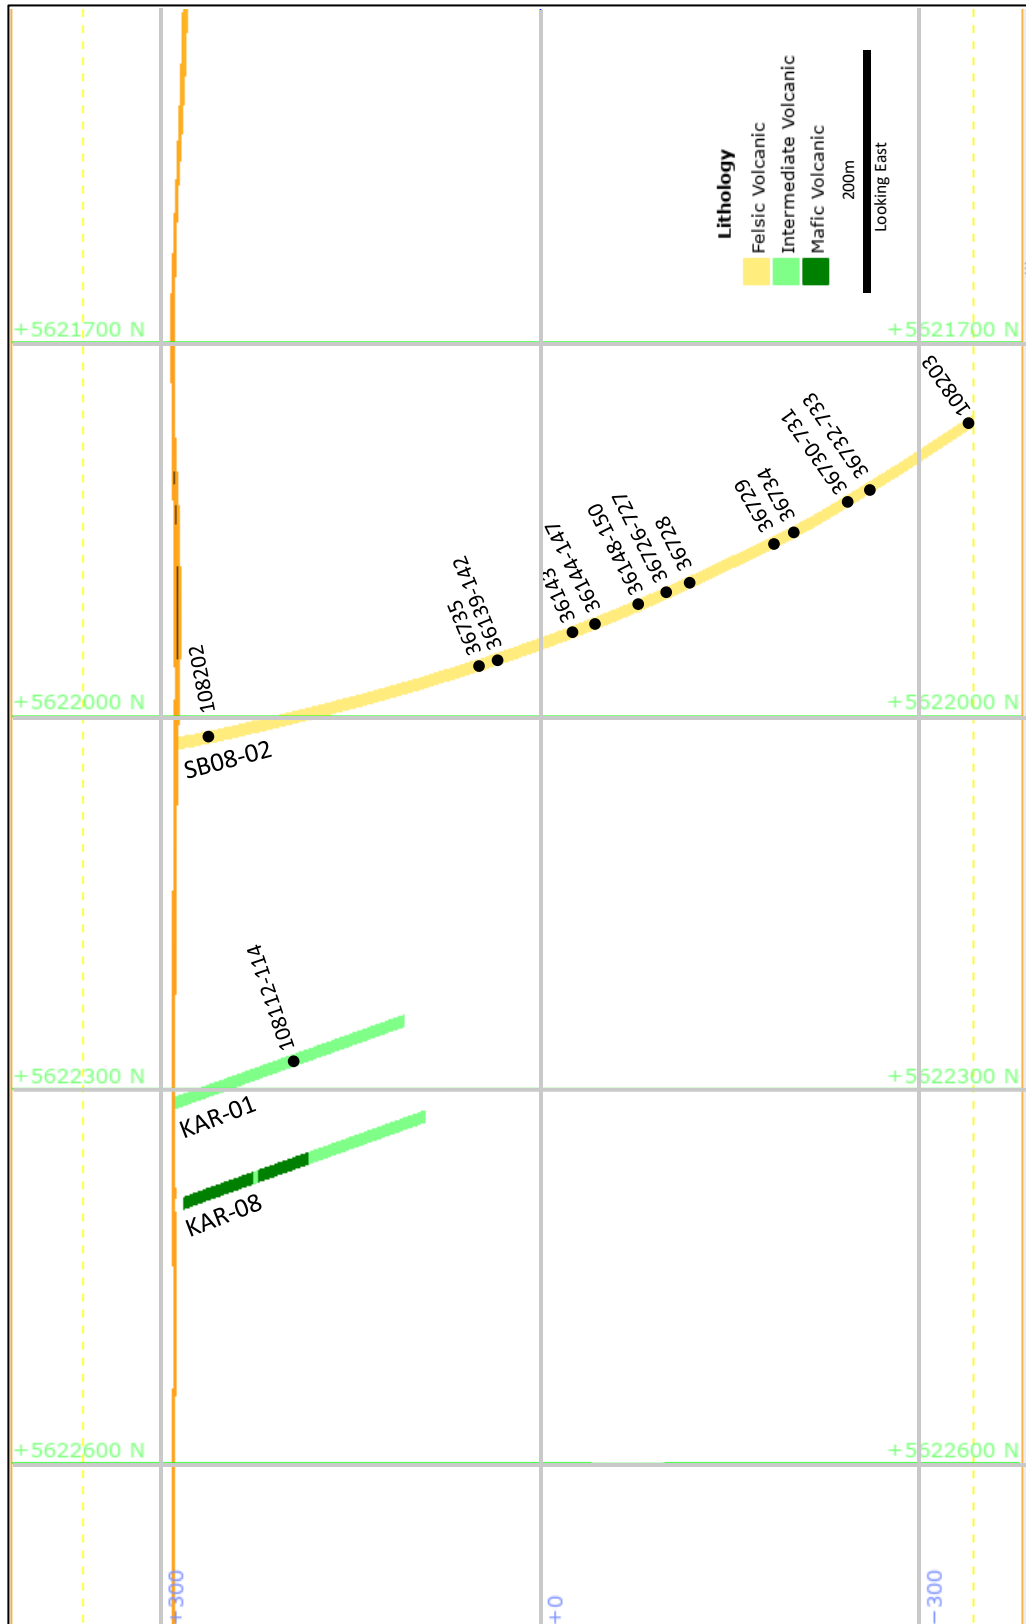 Lithology
Felsic Volcanic
Intermediate Volcanic
Mafic Volcanic
200m
Looking East
+5621700 N
+5621700 N
108203
36732-733
36730-731
36734
36729
36728
36726-727
36148-150
36144-147
36143
36139-142
36735
108202
+5622000 N
+5622000 N
SB08-02
108112-114
+5622300 N
+5622300 N
KAR-01
KAR-08
+5622600 N
+5622600 N
+300
+0
-300